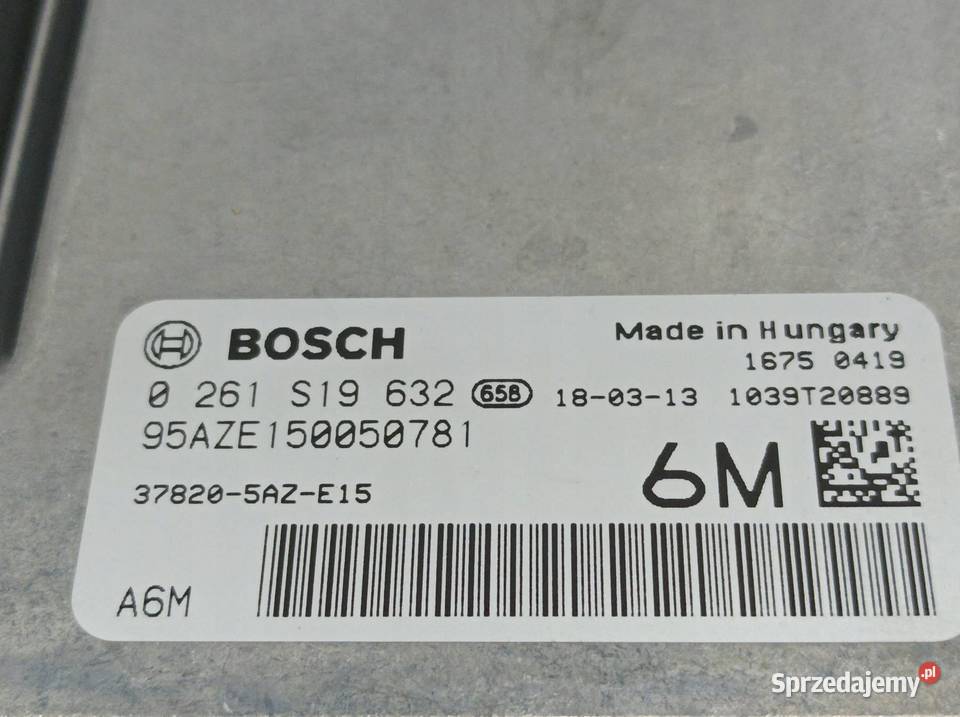 BOSCH
Made in Hungary
1675 0419
0 261 S19 632 658 18-03-13 1039T20889
95AZE150050781
6M
37820-5AZ-E15
A6M
Sprzedajemy.pl